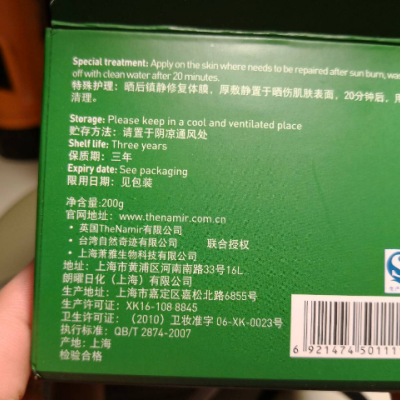 Special treatment: Apply on the skin where needs to be repaired after sun burn, was
off with clean water after 20 minutes.
特殊护理：晒后镇静修复体膜，厚敷静置于晒伤肌肤表面，20分钟后，用
清理。
Storage: Please keep in a cool and ventilated place
贮存方法：请置于阴凉通风处
Shelf life: Three years
保质期：三年
Expiry date: See packaging
限用日期：见包装
净含量:200g
官网地址：www.thenamir.com.cn
• 英国TheNamir有限公司
• 台湾自然奇迹有限公司 联合授权
• 上海萧雅生物科技有限公司
地址：上海市黄浦区河南南路33号16L
朗曜日化（上海）有限公司
生产地址：上海市嘉定区嘉松北路6855号
生产许可证：XK16-108 8845
卫生许可证：（2010）卫妆准字 06-XK-0023号
执行标准：QB/T 2874-2007
产地：上海
检验合格
6 921474 50111